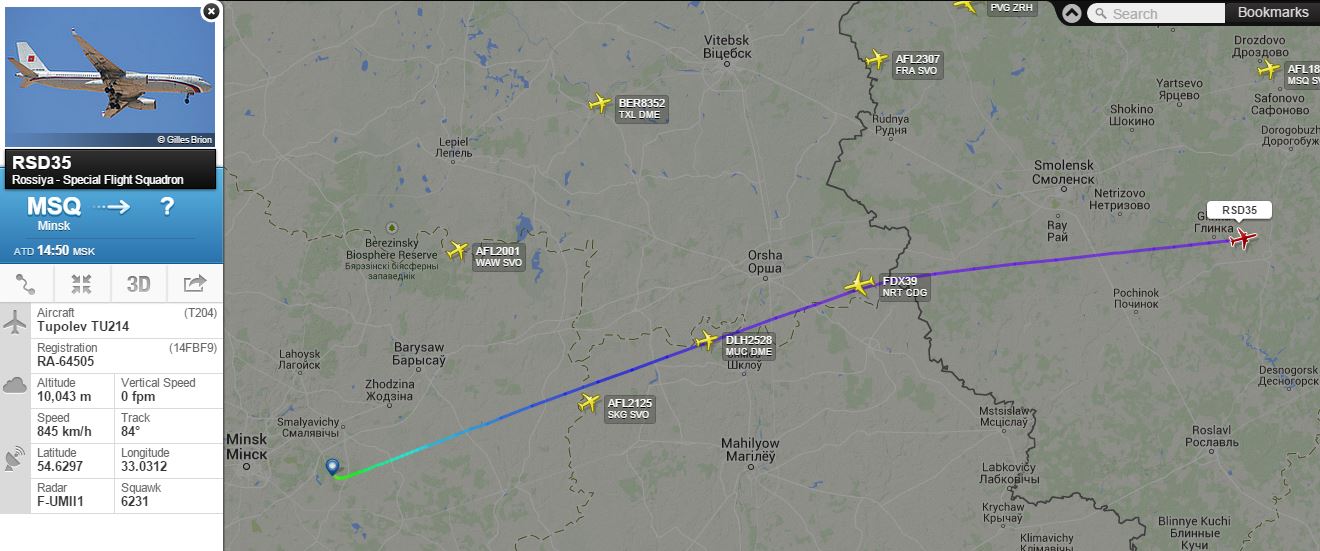 © Gilles Brion
RSD35
Rossiya - Special Flight Squadron
MSQ
?
Minsk
ATD 14:50 MSK
3D
Aircraft (T204)
Tupolev TU214
Registration (14FBF9)
RA-64505
Altitude Vertical Speed
10,043 m 0 fpm
Speed Track
845 km/h 84°
Latitude Longitude
54.6297 33.0312
Radar Squawk
F-UMII1 6231
PVG ZRH
Search
Bookmarks
Vitebsk
Віцебск
AFL2307
FRA SVO
Drozdovo
Дроздово
AFL18
MSQ SV
Yartsevo
Ярцево
Safonovo
Сафоново
BER8352
TXL DME
Shokino
Шокино
Rudnya
Рудня
Dorogobuzh
Дорогобуж
Lepiel
Лепель
Smolensk
Смоленск
Netrizovo
Нетризово
RSD35
Глинка
Ray
Рай
Berezinsky
Biosphere Reserve
Бярэзінскі біясферны
запаведнік
AFL2001
WAW SVO
Orsha
Орша
FDX39
NRT CDG
Pochinok
Починок
DLH2528
MUC DME
Шклоў
Barysaw
Барысаў
Lahoysk
Лагойск
Zhodzina
Жодзіна
Desnogorsk
Десногорск
AFL2125
SKG SVO
Smalyavichy
Смалявічы
Mstsislaw
Мсціслаў
Roslavl
Рославль
Minsk
Мінск
Mahilyow
Магілёў
Labkovičy
Лабковічы
Krychaw
Крычаў
Blinnye Kuchi
Блинные
Кучи
Klimavičy